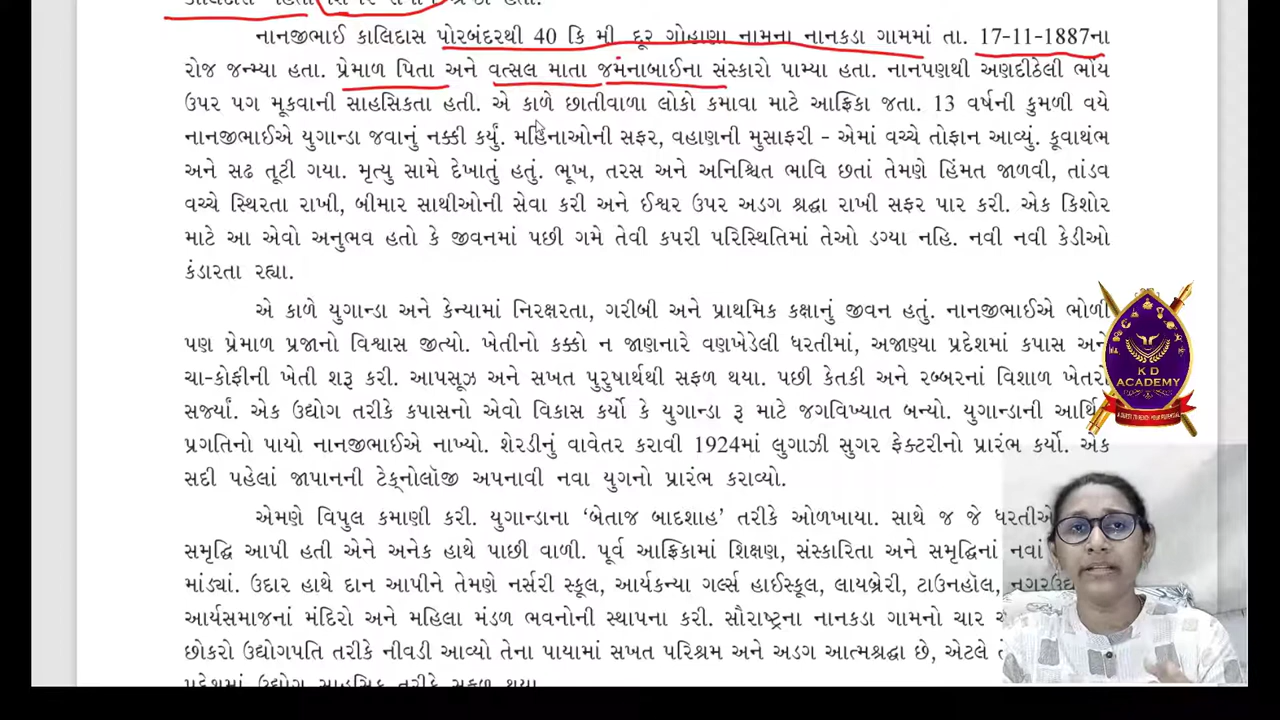 નાનજીભાઈ કાલિદાસ પોરબંદરથી 40 કિ મી દૂર ગોહાણા નામના નાનકડા ગામમાં તા. 17-11-1887ના
રોજ જન્મ્યા હતા. પ્રેમાળ પિતા અને વત્સલ માતા જમનાબાઈના સંસ્કારો પામ્યા હતા. નાનપણથી અણદીઠેલી ભોંય
ઉપર પગ મૂકવાની સાહસિકતા હતી. એ કાળે છાતીવાળા લોકો કમાવા માટે આફ્રિકા જતા. 13 વર્ષની કુમળી વયે
નાનજીભાઈએ યુગાન્ડા જવાનું નક્કી કર્યું. મહિનાઓની સફર, વહાણની મુસાફરી - એમાં વચ્ચે તોફાન આવ્યું. કૂવાથંભ
અને સઢ તૂટી ગયા. મૃત્યુ સામે દેખાતું હતું. ભૂખ, તરસ અને અનિશ્ચિત ભાવિ છતાં તેમણે હિંમત જાળવી, તાંડવ
વચ્ચે સ્થિરતા રાખી, બીમાર સાથીઓની સેવા કરી અને ઈશ્વર ઉપર અડગ શ્રદ્ધા રાખી સફર પાર કરી. એક કિશોર
માટે આ એવો અનુભવ હતો કે જીવનમાં પછી ગમે તેવી કપરી પરિસ્થિતિમાં તેઓ ડગ્યા નહિ. નવી નવી કેડીઓ
કંડારતા રહ્યા.
એ કાળે યુગાન્ડા અને કેન્યામાં નિરક્ષરતા, ગરીબી અને પ્રાથમિક કક્ષાનું જીવન હતું. નાનજીભાઈએ ભોળી
પણ પ્રેમાળ પ્રજાનો વિશ્વાસ જીત્યો. ખેતીનો કક્કો ન જાણનારે વણખેડેલી ધરતીમાં, અજાણ્યા પ્રદેશમાં કપાસ અને
ચા-કોફીની ખેતી શરૂ કરી. આપસૂઝ અને સખત પુરુષાર્થથી સફળ થયા. પછી કેતકી અને રબ્બરનાં વિશાળ ખેતરો
સર્જ્યાં. એક ઉદ્યોગ તરીકે કપાસનો એવો વિકાસ કર્યો કે યુગાન્ડા રૂ માટે જગવિખ્યાત બન્યો. યુગાન્ડાની આર્થિ
પ્રગતિનો પાયો નાનજીભાઈએ નાખ્યો. શેરડીનું વાવેતર કરાવી 1924માં લુગાઝી સુગર ફેક્ટરીનો પ્રારંભ કર્યો. એક
સદી પહેલાં જાપાનની ટેક્નોલૉજી અપનાવી નવા યુગનો પ્રારંભ કરાવ્યો.
એમણે વિપુલ કમાણી કરી. યુગાન્ડાના ‘બેતાજ બાદશાહ’ તરીકે ઓળખાયા. સાથે જ જે ધરતીએ
સમૃદ્ધિ આપી હતી એને અનેક હાથે પાછી વાળી. પૂર્વ આફ્રિકામાં શિક્ષણ, સંસ્કારિતા અને સમૃદ્ધિનાં નવાં
માંડ્યાં. ઉદાર હાથે દાન આપીને તેમણે નર્સરી સ્કૂલ, આર્યકન્યા ગર્લ્સ હાઈસ્કૂલ, લાયબ્રેરી, ટાઉનહૉલ,
આર્યસમાજનાં મંદિરો અને મહિલા મંડળ ભવનોની સ્થાપના કરી. સૌરાષ્ટ્રના નાનકડા ગામનો ચાર
છોકરો ઉદ્યોગપતિ તરીકે નીવડી આવ્યો તેના પાયામાં સખત પરિશ્રમ અને અડગ આત્મશ્રદ્ધા છે, એટલે
K D
ACADEMY